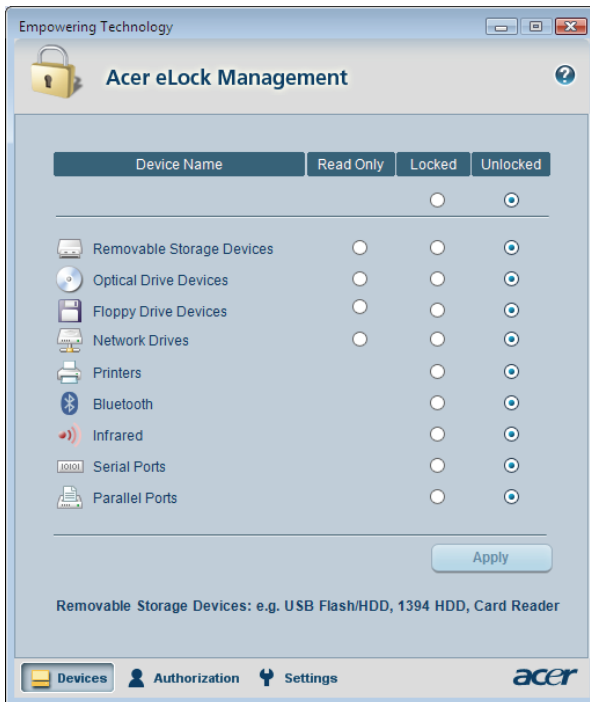 Empowering Technology
Acer eLock Management
Device Name Read Only Locked Unlocked
Removable Storage Devices
Optical Drive Devices
Floppy Drive Devices
Network Drives
Printers
Bluetooth
Infrared
10101 Serial Ports
Parallel Ports
Apply
Removable Storage Devices: e.g. USB Flash/HDD, 1394 HDD, Card Reader
Devices Authorization Settings acer